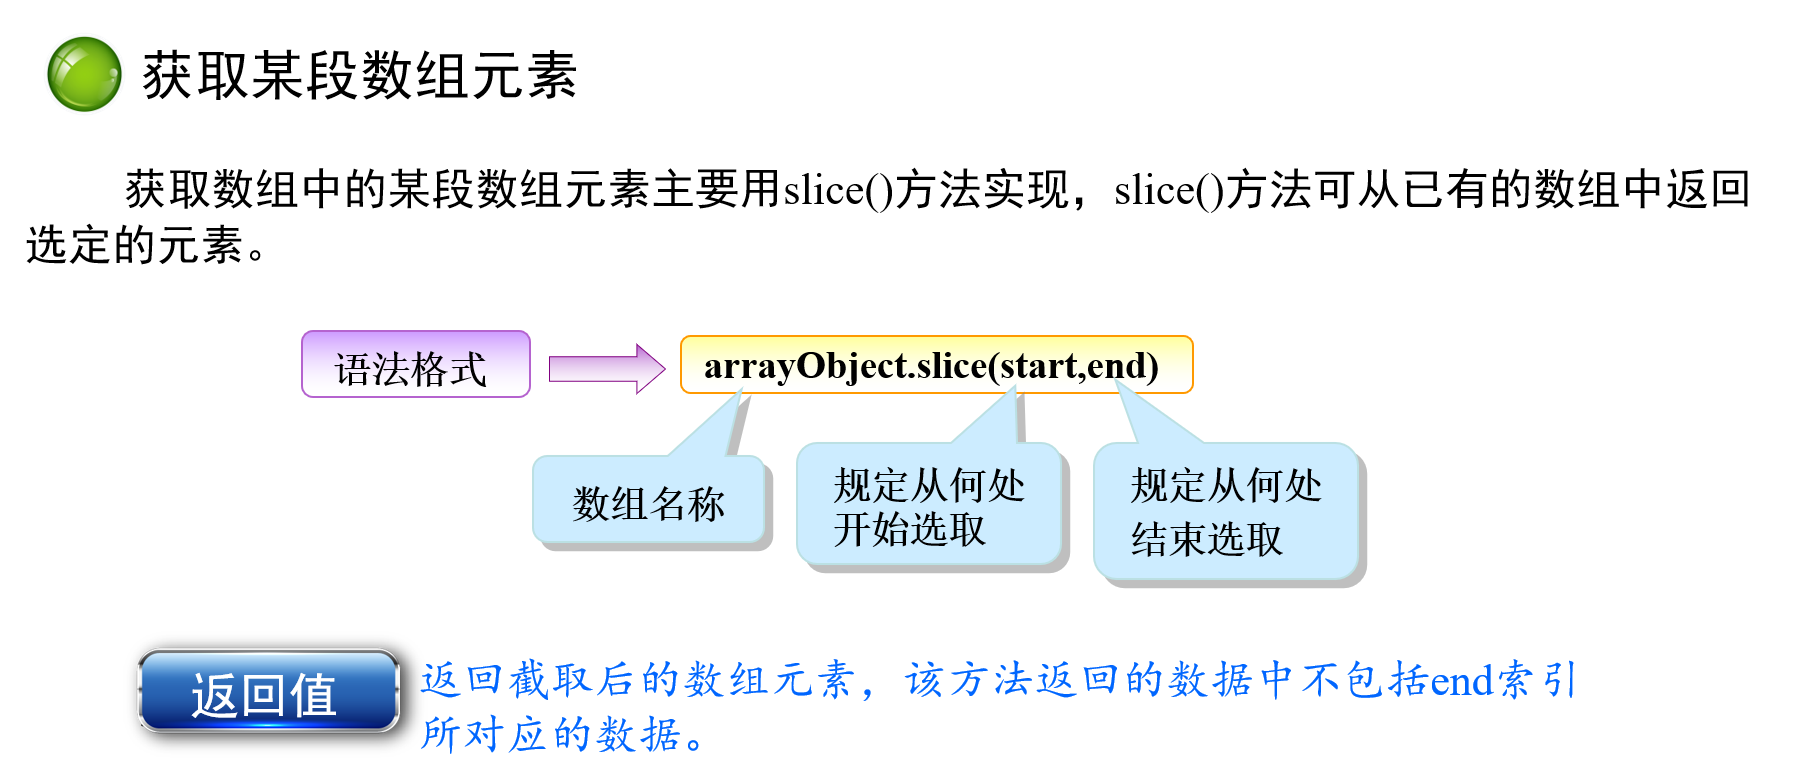 获取某段数组元素
获取数组中的某段数组元素主要用slice()方法实现，slice()方法可从已有的数组中返回
选定的元素。
语法格式
arrayObject.slice(start,end)
数组名称
规定从何处
开始选取
规定从何处
结束选取
返回值
返回截取后的数组元素，该方法返回的数据中不包括end索引
所对应的数据。